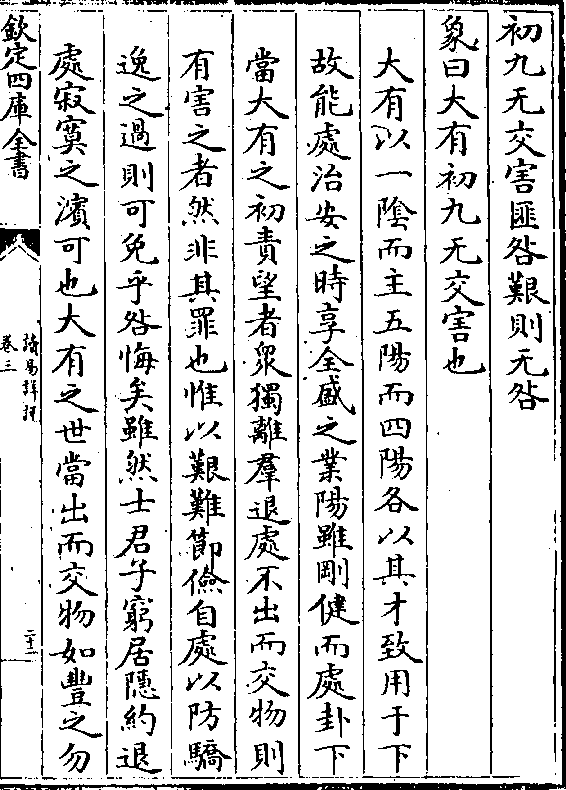 初九无交害匪咎艱則无咎
象曰大有初九无交害也
大有以一陰而主五陽而四陽各以其才致用于下
故能處治安之時享全盛之業陽雖剛健而處卦下
當大有之初責望者衆獨離羣退處不出而交物則
有害之者然非其罪也惟以艱難節儉自處以防驕
逸之過則可免乎咎悔矣雖然士君子窮居隱約退
處寂寞之濱可也大有之世當出而交物如豐之勿
欽定四庫全書
讀易詳說
卷三
二十二